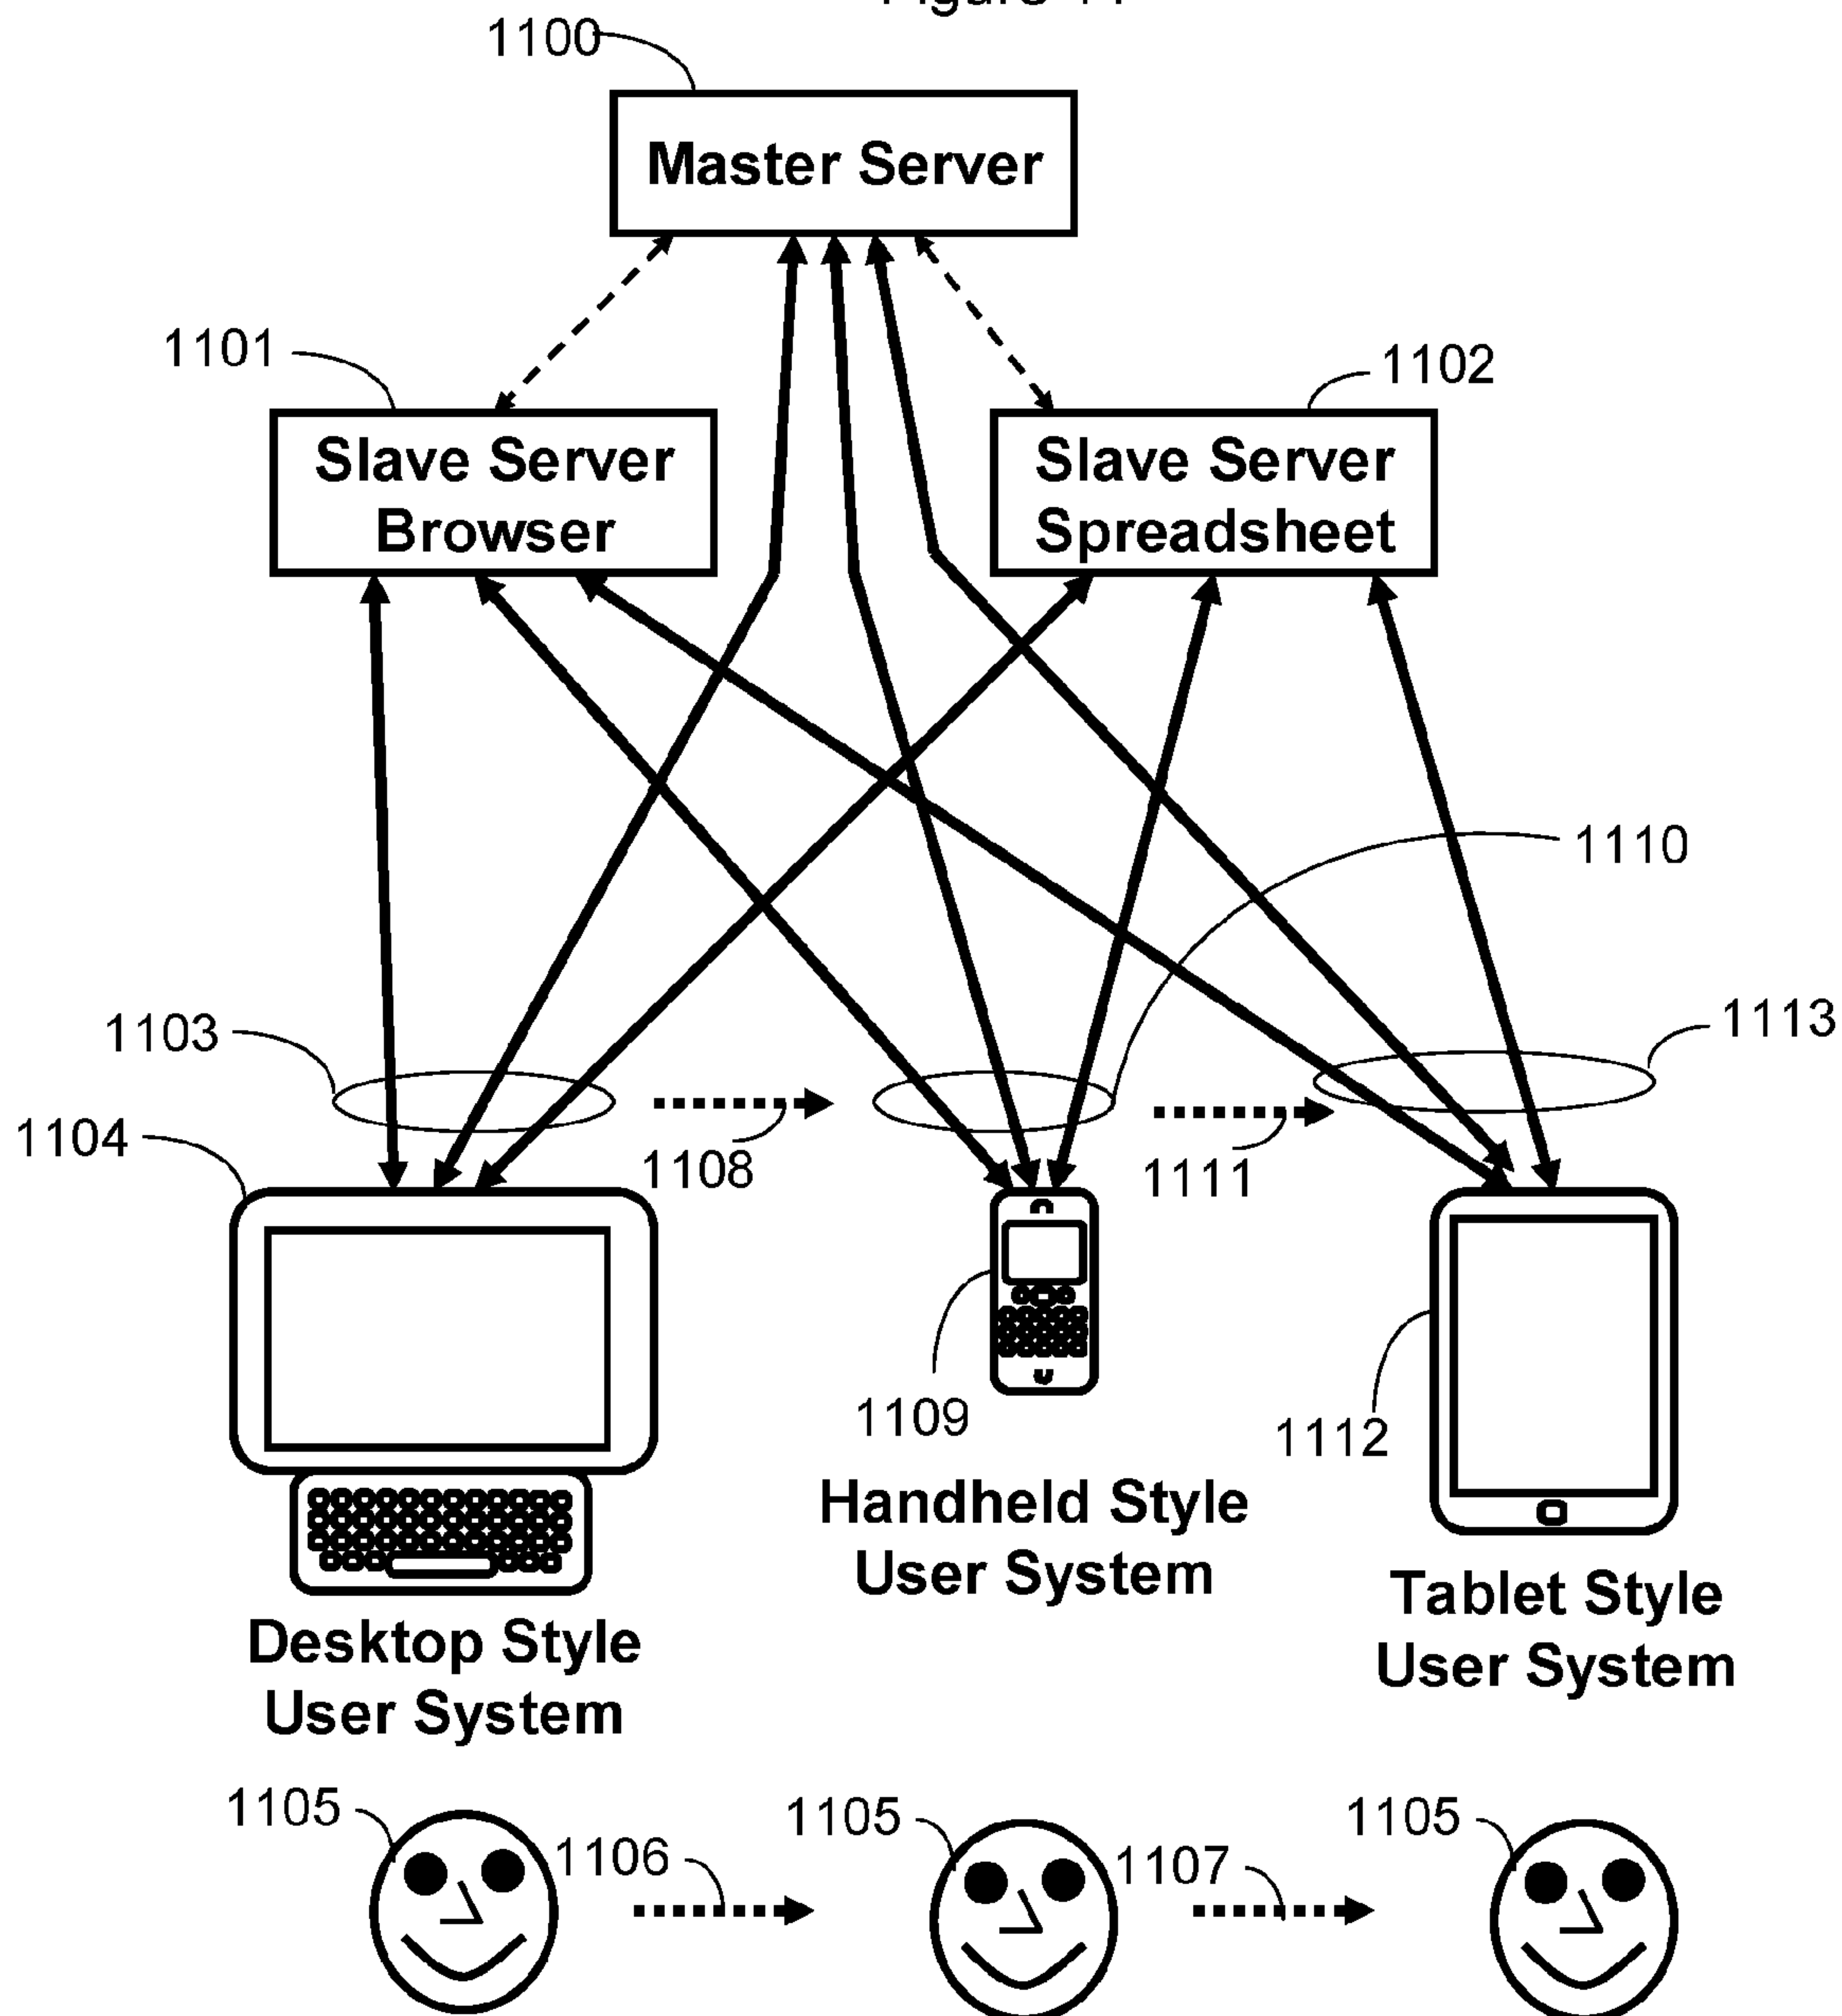 1100
Master Server
1101
1102
Slave Server
Browser
Slave Server
Spreadsheet
1110
1103
1113
1104
1108
1111
1109
1112
Handheld Style
User System
Tablet Style
User System
Desktop Style
User System
1105
1106
1105
1107
1105